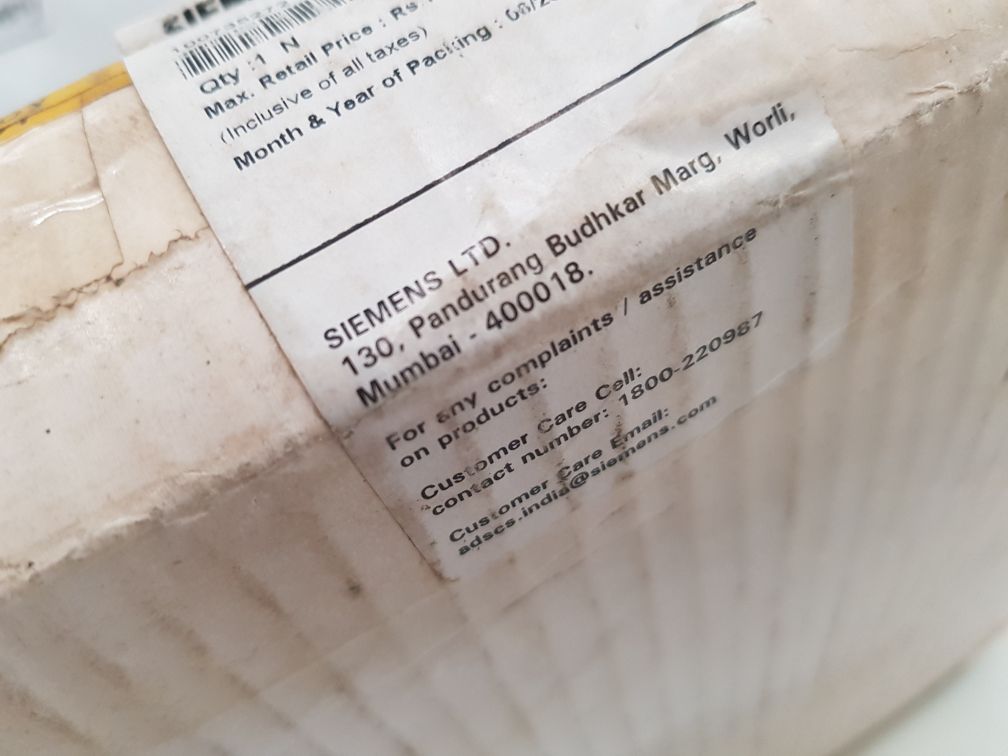 Qty :1 N
Max. Retail Price : Rs.
(Inclusive of all taxes)
Month & Year of Packing : 08/2
SIEMENS LTD.
130, Pandurang Budhkar Marg, Worli,
Mumbai - 400018.
For any complaints / assistance
on products:
Customer Care Cell:
contact number: 1800-220987
Customer Care Email:
adscs.india@siemens.com